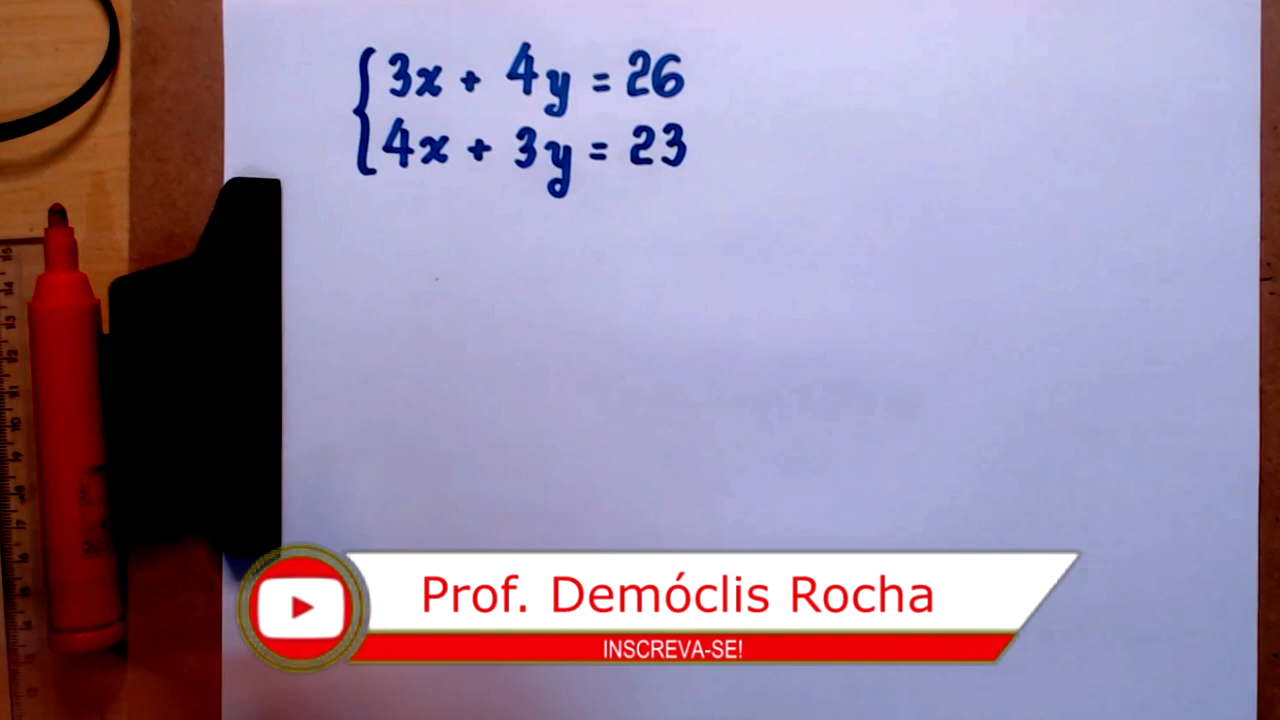 3x + 4y = 26
4x + 3y = 23
Prof. Demóclis Rocha
INSCREVA-SE!